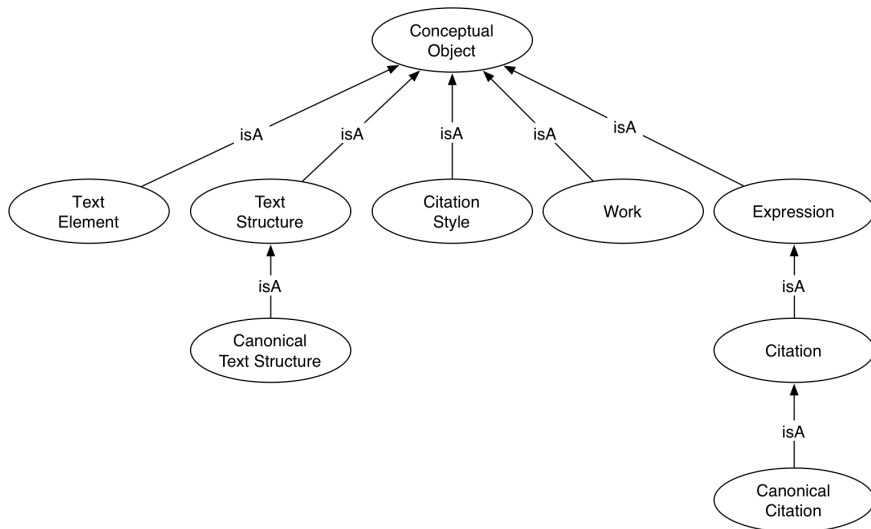 Conceptual
Object
isA
isA
isA
isA
isA
Text
Element
Text
Structure
Citation
Style
Work
Expression
isA
isA
Canonical
Text Structure
Citation
isA
Canonical
Citation